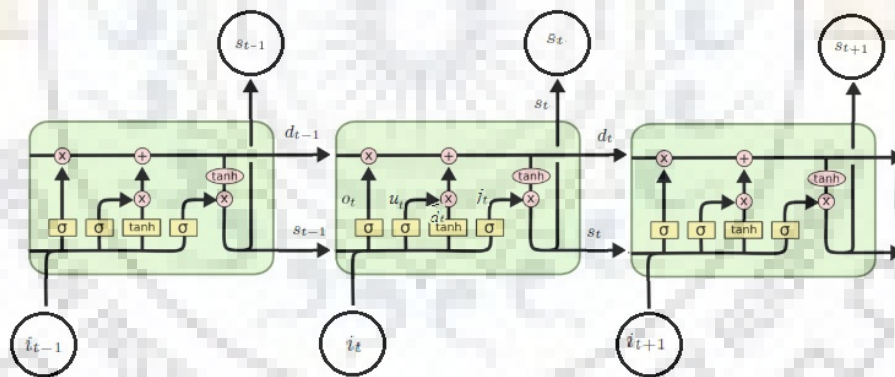 s_{t-1} s_t s_{t+1}
s_t
d_{t-1} d_t
x + x + x +
tanh tanh tanh
x x x x x x
o_t u_t j_t
σ σ tanh σ σ σ tanh σ σ σ tanh σ
s_{t-1} s_t
i_{t-1} i_t i_{t+1}